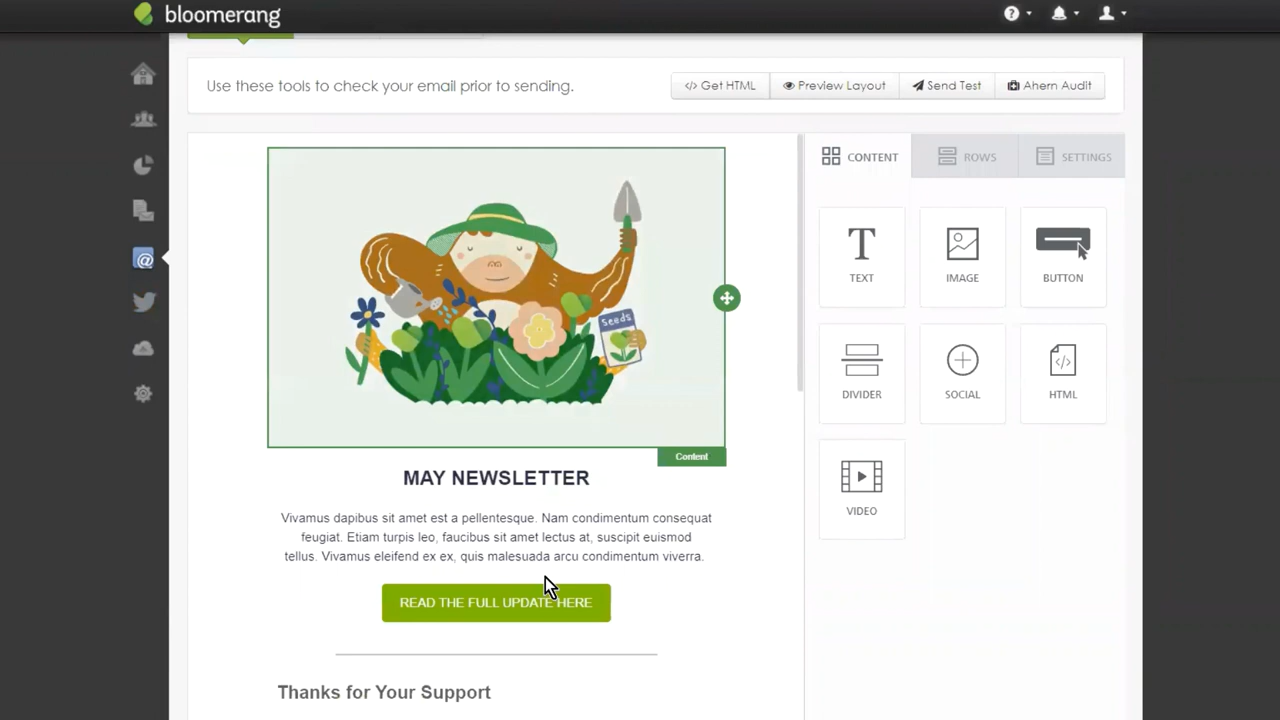 bloomerang
Use these tools to check your email prior to sending.
</> Get HTML
Preview Layout
Send Test
Ahern Audit
CONTENT
ROWS
SETTINGS
T
TEXT
IMAGE
BUTTON
DIVIDER
SOCIAL
HTML
VIDEO
Seeds
Content
MAY NEWSLETTER
Vivamus dapibus sit amet est a pellentesque. Nam condimentum consequat
feugiat. Etiam turpis leo, faucibus sit amet lectus at, suscipit euismod
tellus. Vivamus eleifend ex ex, quis malesuada arcu condimentum viverra.
READ THE FULL UPDATE HERE
Thanks for Your Support